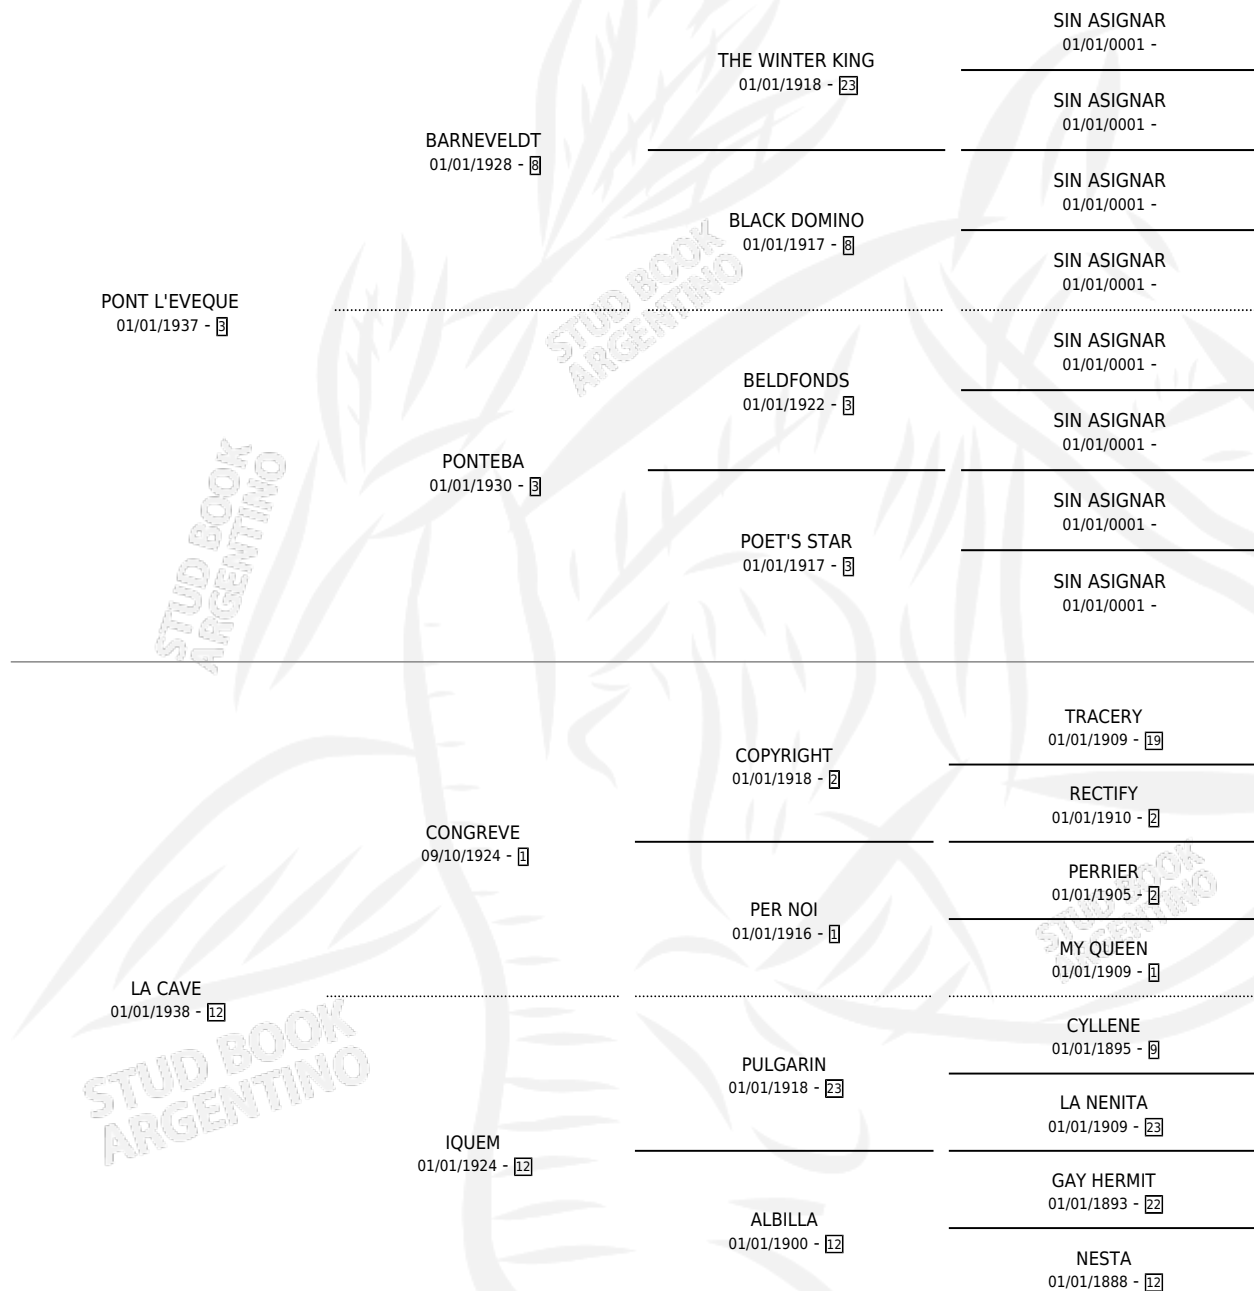 SIN ASIGNAR
01/01/0001 -
THE WINTER KING
01/01/1918 - 23
SIN ASIGNAR
01/01/0001 -
BARNEVELDT
01/01/1928 - 8
SIN ASIGNAR
01/01/0001 -
BLACK DOMINO
01/01/1917 - 8
SIN ASIGNAR
01/01/0001 -
PONT L'EVEQUE
01/01/1937 - 3
SIN ASIGNAR
01/01/0001 -
BELDFONDS
01/01/1922 - 3
SIN ASIGNAR
01/01/0001 -
PONTEBA
01/01/1930 - 3
SIN ASIGNAR
01/01/0001 -
POET'S STAR
01/01/1917 - 3
SIN ASIGNAR
01/01/0001 -
TRACERY
01/01/1909 - 19
COPYRIGHT
01/01/1918 - 2
RECTIFY
01/01/1910 - 2
CONGREVE
09/10/1924 - 1
PERRIER
01/01/1905 - 2
PER NOI
01/01/1916 - 1
MY QUEEN
01/01/1909 - 1
LA CAVE
01/01/1938 - 12
CYLLENE
01/01/1895 - 9
PULGARIN
01/01/1918 - 23
LA NENITA
01/01/1909 - 23
IQUEM
01/01/1924 - 12
GAY HERMIT
01/01/1893 - 22
ALBILLA
01/01/1900 - 12
NESTA
01/01/1888 - 12
STUD BOOK
ARGENTINO
STUD BOOK
ARGENTINO
STUD BOOK
ARGENTINO
STUD BOOK
ARGENTINO